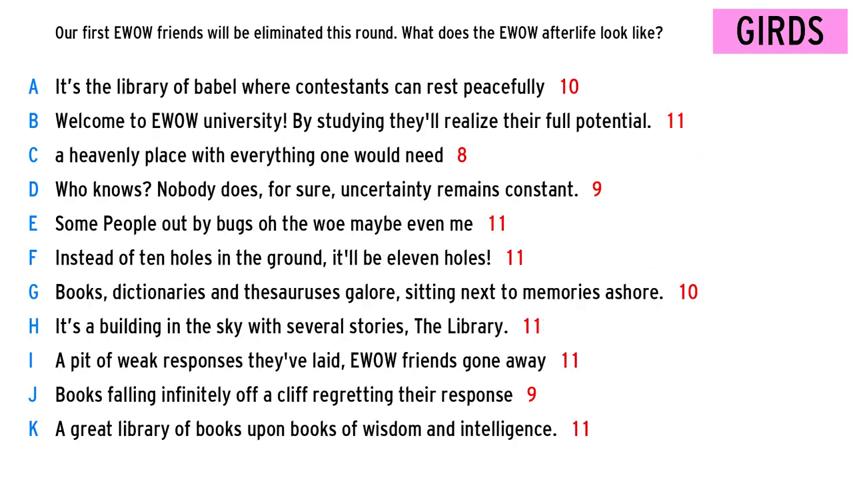 Our first EWOW friends will be eliminated this round. What does the EWOW afterlife look like?
GIRDS
A It's the library of babel where contestants can rest peacefully 10
B Welcome to EWOW university! By studying they'll realize their full potential. 11
C a heavenly place with everything one would need 8
D Who knows? Nobody does, for sure, uncertainty remains constant. 9
E Some People out by bugs oh the woe maybe even me 11
F Instead of ten holes in the ground, it'll be eleven holes! 11
G Books, dictionaries and thesauruses galore, sitting next to memories ashore. 10
H It's a building in the sky with several stories, The Library. 11
I A pit of weak responses they've laid, EWOW friends gone away 11
J Books falling infinitely off a cliff regretting their response 9
K A great library of books upon books of wisdom and intelligence. 11